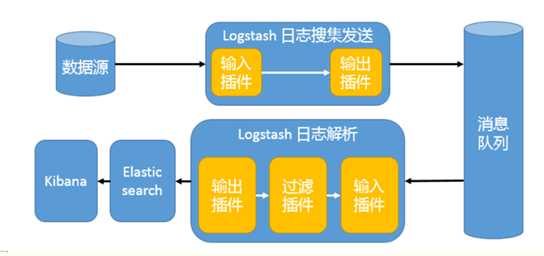 Logstash 日志搜集发送
数据源
输入
插件
输出
插件
消息
队列
Logstash 日志解析
Kibana
Elastic
search
输出
插件
过滤
插件
输入
插件